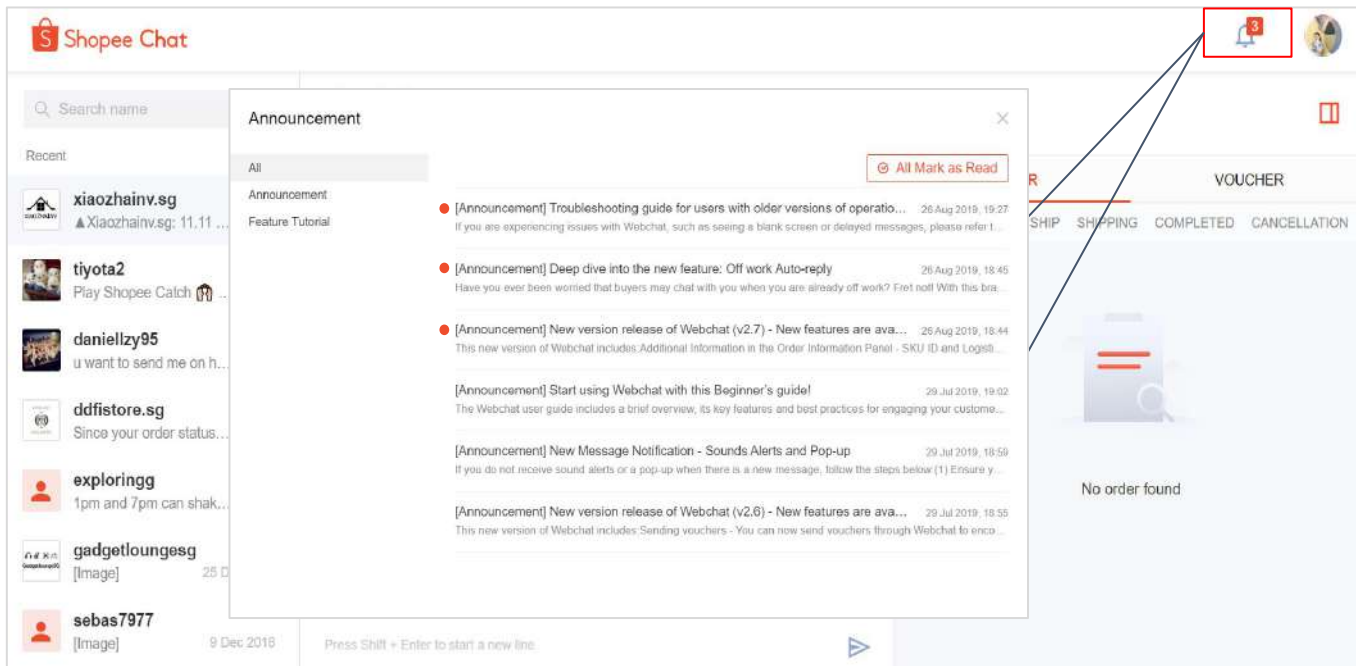 Shopee Chat
3
Search name
Recent
xiaozhainv.sg
▲Xiaozhainv.sg: 11.11 ...
tiyota2
Play Shopee Catch ...
daniellzy95
u want to send me on h...
ddfistore.sg
Since your order status...
exploringg
1pm and 7pm can shak...
gadgetloungesg
[Image] 25 D
sebas7977
[Image] 9 Dec 2018
Announcement
All
Announcement
Feature Tutorial
All Mark as Read
[Announcement] Troubleshooting guide for users with older versions of operatio... 26 Aug 2019, 19:27
If you are experiencing issues with Webchat, such as seeing a blank screen or delayed messages, please refer t...
[Announcement] Deep dive into the new feature: Off work Auto-reply 26 Aug 2019, 18:45
Have you ever been worried that buyers may chat with you when you are already off work? Fret not! With this bra...
[Announcement] New version release of Webchat (v2.7) - New features are ava... 26 Aug 2019, 18:44
This new version of Webchat includes:Additional Information in the Order Information Panel - SKU ID and Logisti...
[Announcement] Start using Webchat with this Beginner's guide! 29 Jul 2019, 19:02
The Webchat user guide includes a brief overview, its key features and best practices for engaging your custome...
[Announcement] New Message Notification - Sounds Alerts and Pop-up 29 Jul 2019, 18:59
If you do not receive sound alerts or a pop-up when there is a new message, follow the steps below (1) Ensure y...
[Announcement] New version release of Webchat (v2.6) - New features are ava... 29 Jul 2019, 18:55
This new version of Webchat includes:Sending vouchers - You can now send vouchers through Webchat to enco...
R VOUCHER
SHIP SHIPPING COMPLETED CANCELLATION
No order found
Press Shift + Enter to start a new line